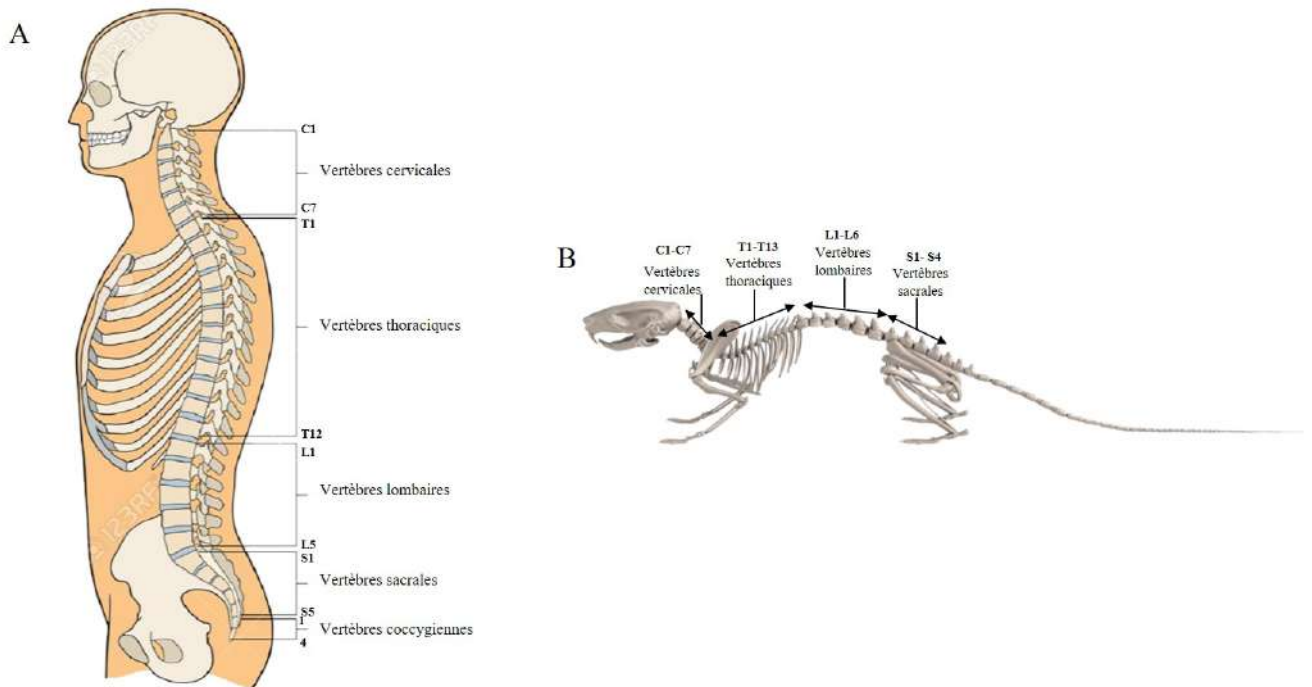 A
C1
Vertèbres cervicales
C7
T1
Vertèbres thoraciques
T12
L1
Vertèbres lombaires
L5
S1
Vertèbres sacrales
S5
1
Vertèbres coccygiennes
4
B
C1-C7
Vertèbres
cervicales
T1-T13
Vertèbres
thoraciques
L1-L6
Vertèbres
lombaires
S1- S4
Vertèbres
sacrales